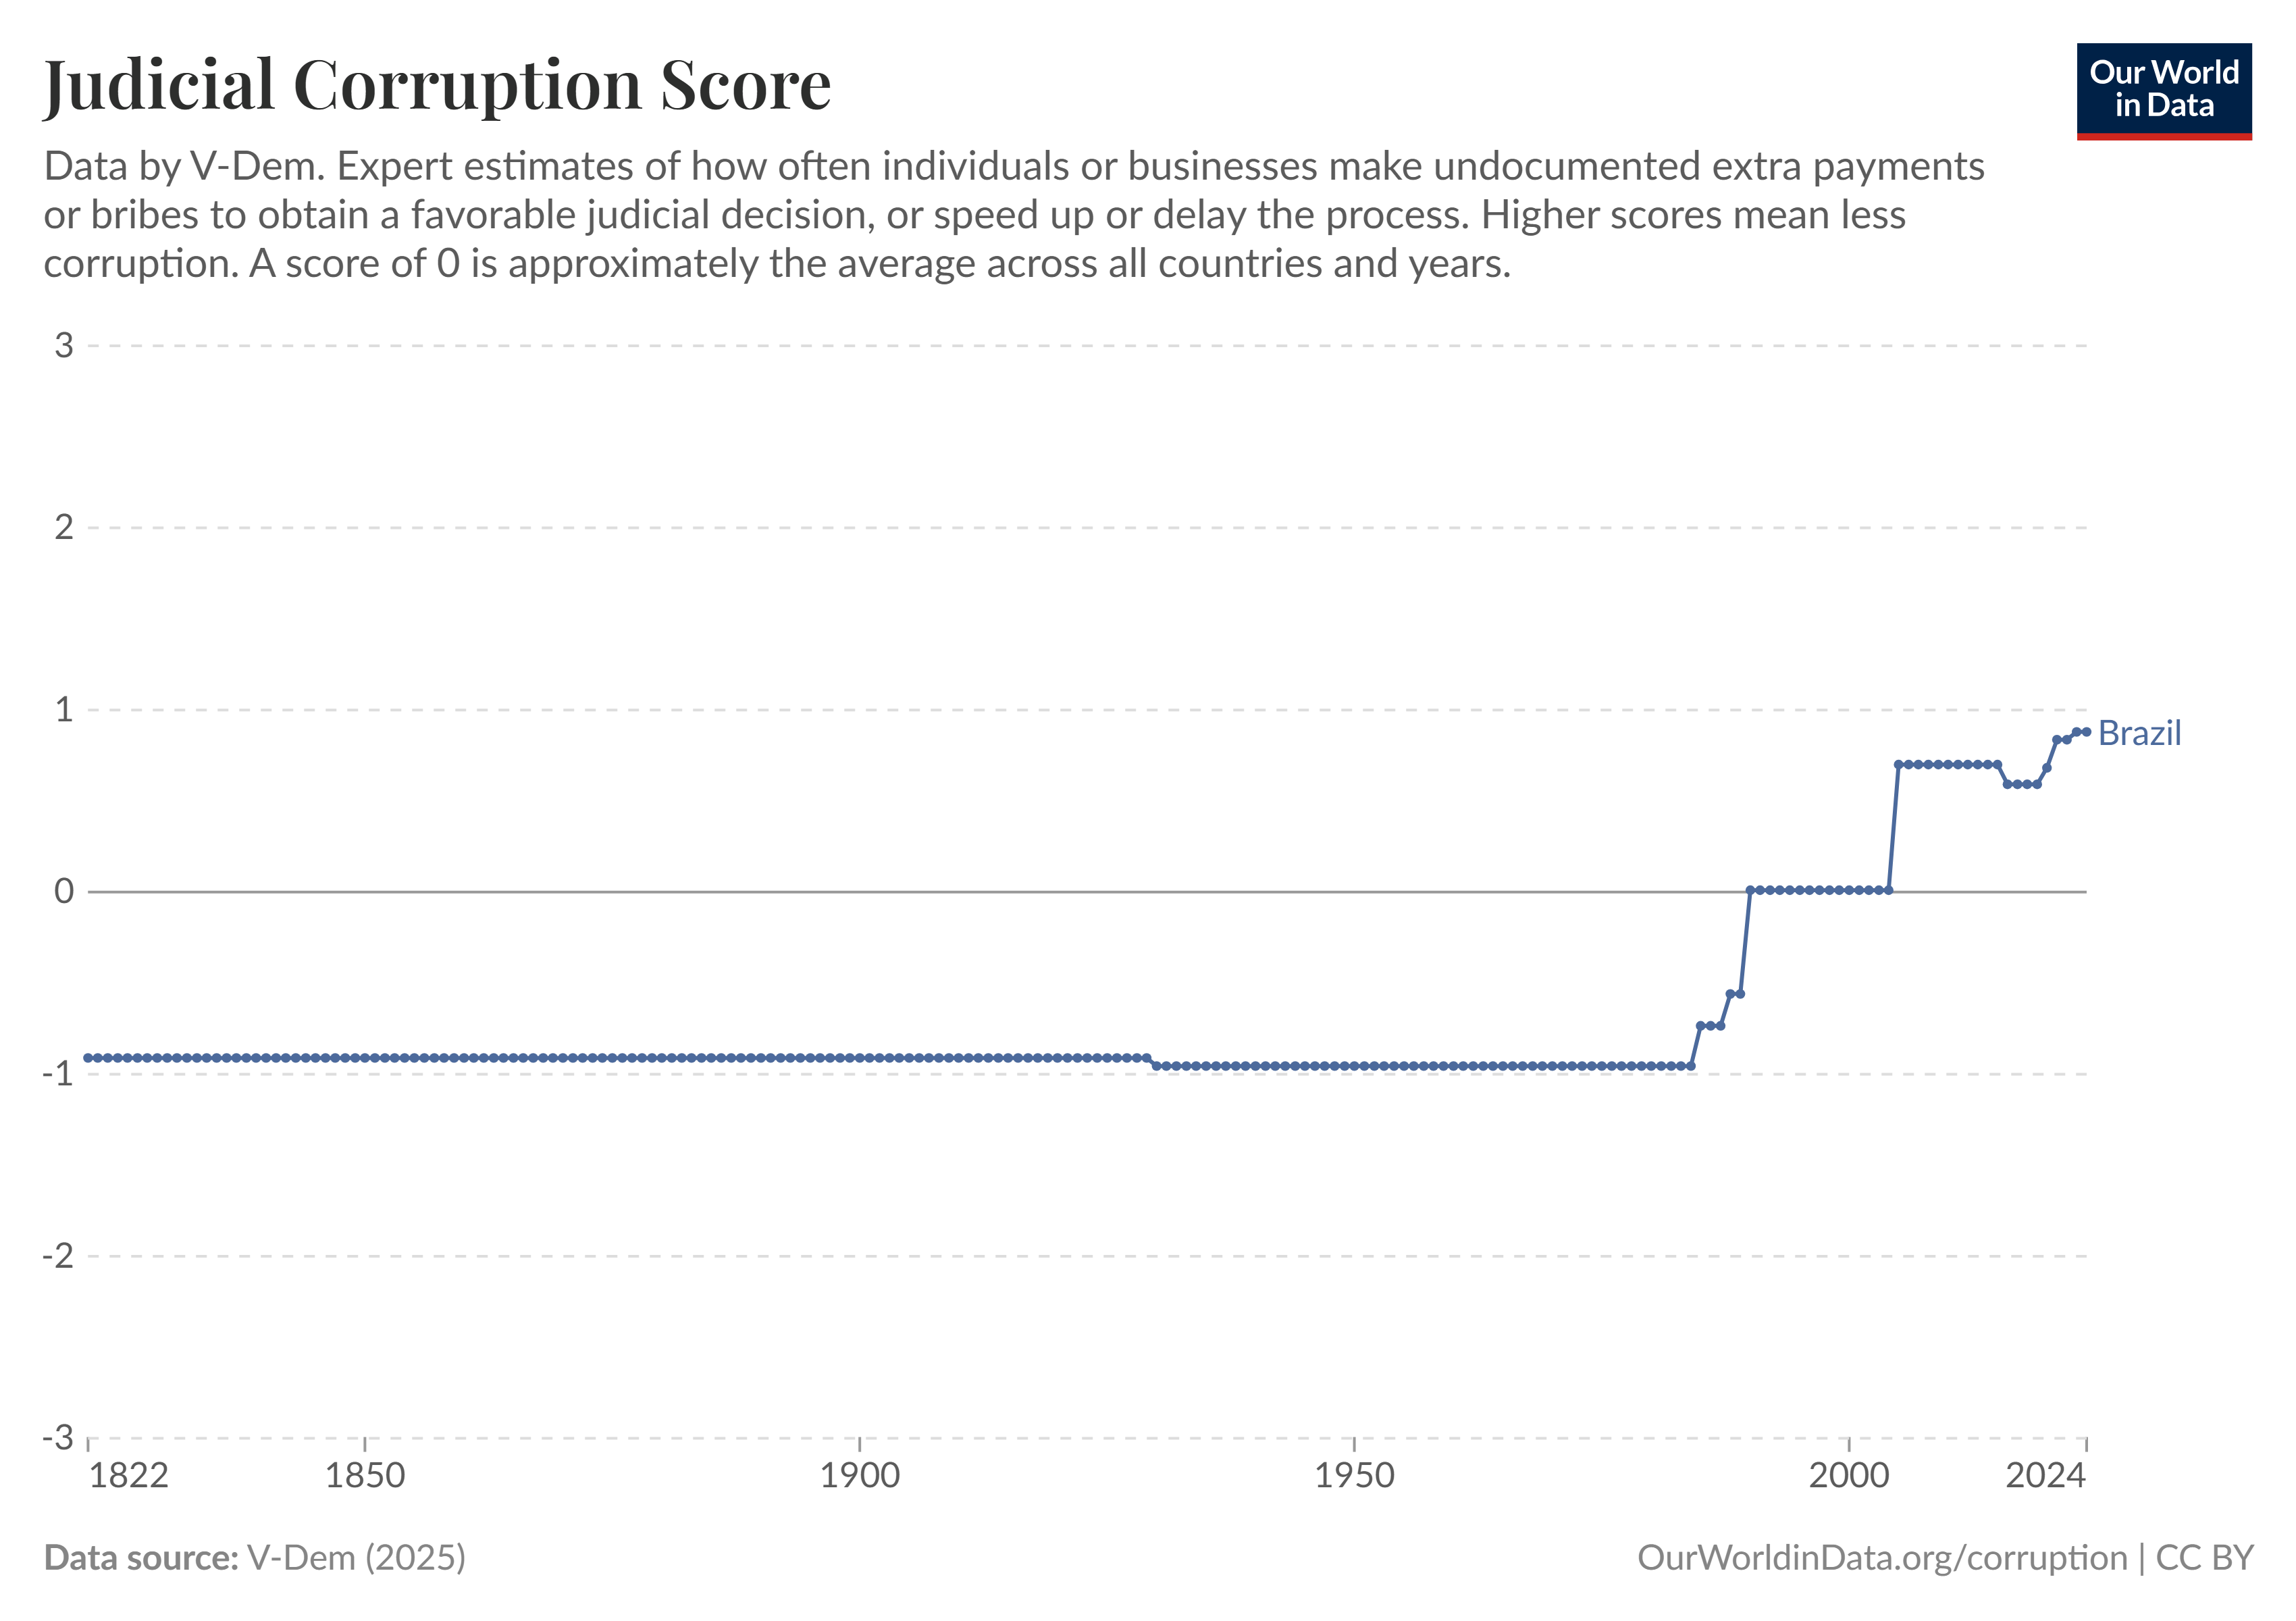 Judicial Corruption Score
Our World
in Data
Data by V-Dem. Expert estimates of how often individuals or businesses make undocumented extra payments
or bribes to obtain a favorable judicial decision, or speed up or delay the process. Higher scores mean less
corruption. A score of 0 is approximately the average across all countries and years.
3
2
1
Brazil
0
-1
-2
-3
1822 1850 1900 1950 2000 2024
Data source: V-Dem (2025)
OurWorldinData.org/corruption | CC BY